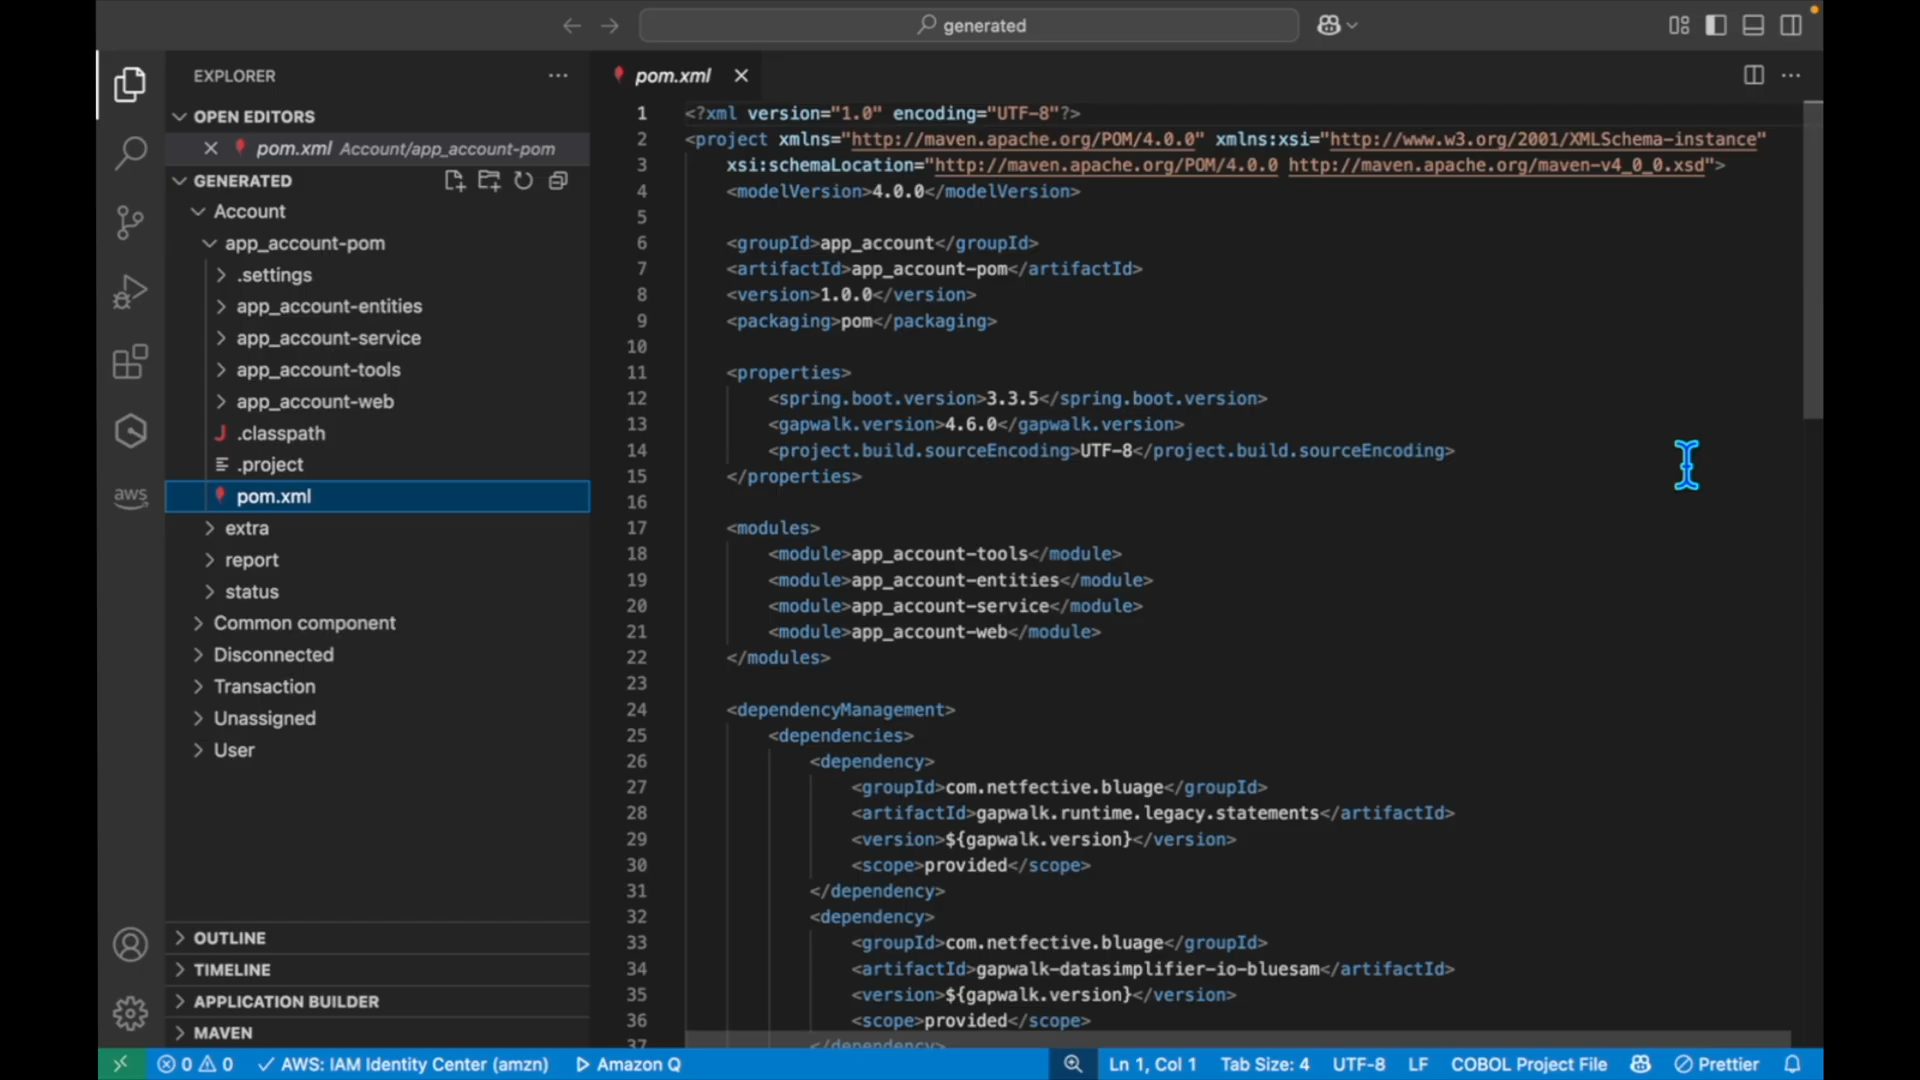 generated
EXPLORER
OPEN EDITORS
pom.xml Account/app_account-pom
GENERATED
Account
app_account-pom
.settings
app_account-entities
app_account-service
app_account-tools
app_account-web
.classpath
.project
pom.xml
extra
report
status
Common component
Disconnected
Transaction
Unassigned
User
OUTLINE
TIMELINE
APPLICATION BUILDER
MAVEN
aws
pom.xml
1 <?xml version="1.0" encoding="UTF-8"?>
2 <project xmlns="http://maven.apache.org/POM/4.0.0" xmlns:xsi="http://www.w3.org/2001/XMLSchema-instance"
3 xsi:schemaLocation="http://maven.apache.org/POM/4.0.0 http://maven.apache.org/maven-v4_0_0.xsd">
4 <modelVersion>4.0.0</modelVersion>
5
6 <groupId>app_account</groupId>
7 <artifactId>app_account-pom</artifactId>
8 <version>1.0.0</version>
9 <packaging>pom</packaging>
10
11 <properties>
12 <spring.boot.version>3.3.5</spring.boot.version>
13 <gapwalk.version>4.6.0</gapwalk.version>
14 <project.build.sourceEncoding>UTF-8</project.build.sourceEncoding>
15 </properties>
16
17 <modules>
18 <module>app_account-tools</module>
19 <module>app_account-entities</module>
20 <module>app_account-service</module>
21 <module>app_account-web</module>
22 </modules>
23
24 <dependencyManagement>
25 <dependencies>
26 <dependency>
27 <groupId>com.netfective.bluage</groupId>
28 <artifactId>gapwalk.runtime.legacy.statements</artifactId>
29 <version>${gapwalk.version}</version>
30 <scope>provided</scope>
31 </dependency>
32 <dependency>
33 <groupId>com.netfective.bluage</groupId>
34 <artifactId>gapwalk-datasimplifier-io-bluesam</artifactId>
35 <version>${gapwalk.version}</version>
36 <scope>provided</scope>
37 </dependency>
0 0 AWS: IAM Identity Center (amzn) Amazon Q Ln 1, Col 1 Tab Size: 4 UTF-8 LF COBOL Project File Prettier